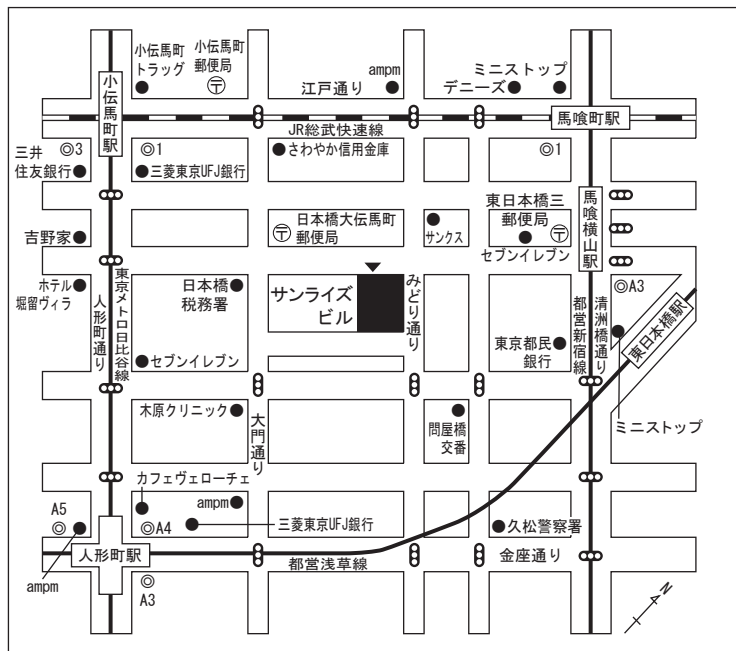 小伝馬町
トラッグ
小伝馬町
郵便局
〒
ampm
江戸通り
ミニストップ
デニーズ
小伝馬町駅
馬喰町駅
JR総武快速線
三井
住友銀行
◎3
◎1
三菱東京UFJ銀行
さわやか信用金庫
◎1
吉野家
〒
日本橋大伝馬町
郵便局
サンクス
東日本橋三
郵便局
〒
セブンイレブン
馬喰横山駅
ホテル
堀留ヴィラ
人形町通り
東京メトロ日比谷線
日本橋
税務署
サンライズ
ビル
みどり通り
都営新宿線
清洲橋通り
◎A3
東日本橋駅
セブンイレブン
東京都民
銀行
木原クリニック
大門通り
問屋橋
交番
ミニストップ
カフェヴェローチェ
A5
◎
ampm
◎A4
三菱東京UFJ銀行
久松警察署
人形町駅
都営浅草線
金座通り
ampm
◎
A3
N